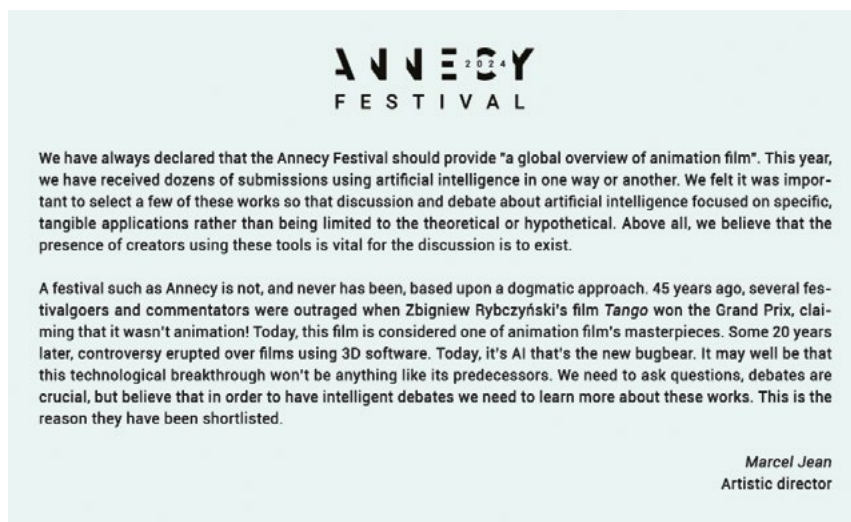 ANNECY
2024
FESTIVAL
We have always declared that the Annecy Festival should provide "a global overview of animation film". This year,
we have received dozens of submissions using artificial intelligence in one way or another. We felt it was impor-
tant to select a few of these works so that discussion and debate about artificial intelligence focused on specific,
tangible applications rather than being limited to the theoretical or hypothetical. Above all, we believe that the
presence of creators using these tools is vital for the discussion is to exist.
A festival such as Annecy is not, and never has been, based upon a dogmatic approach. 45 years ago, several fes-
tivalgoers and commentators were outraged when Zbigniew Rybczyński's film Tango won the Grand Prix, clai-
ming that it wasn't animation! Today, this film is considered one of animation film's masterpieces. Some 20 years
later, controversy erupted over films using 3D software. Today, it's AI that's the new bugbear. It may well be that
this technological breakthrough won't be anything like its predecessors. We need to ask questions, debates are
crucial, but believe that in order to have intelligent debates we need to learn more about these works. This is the
reason they have been shortlisted.
Marcel Jean
Artistic director